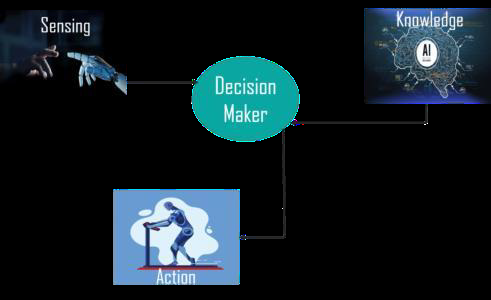 Sensing
Knowledge
AI
Decision
Maker
Action